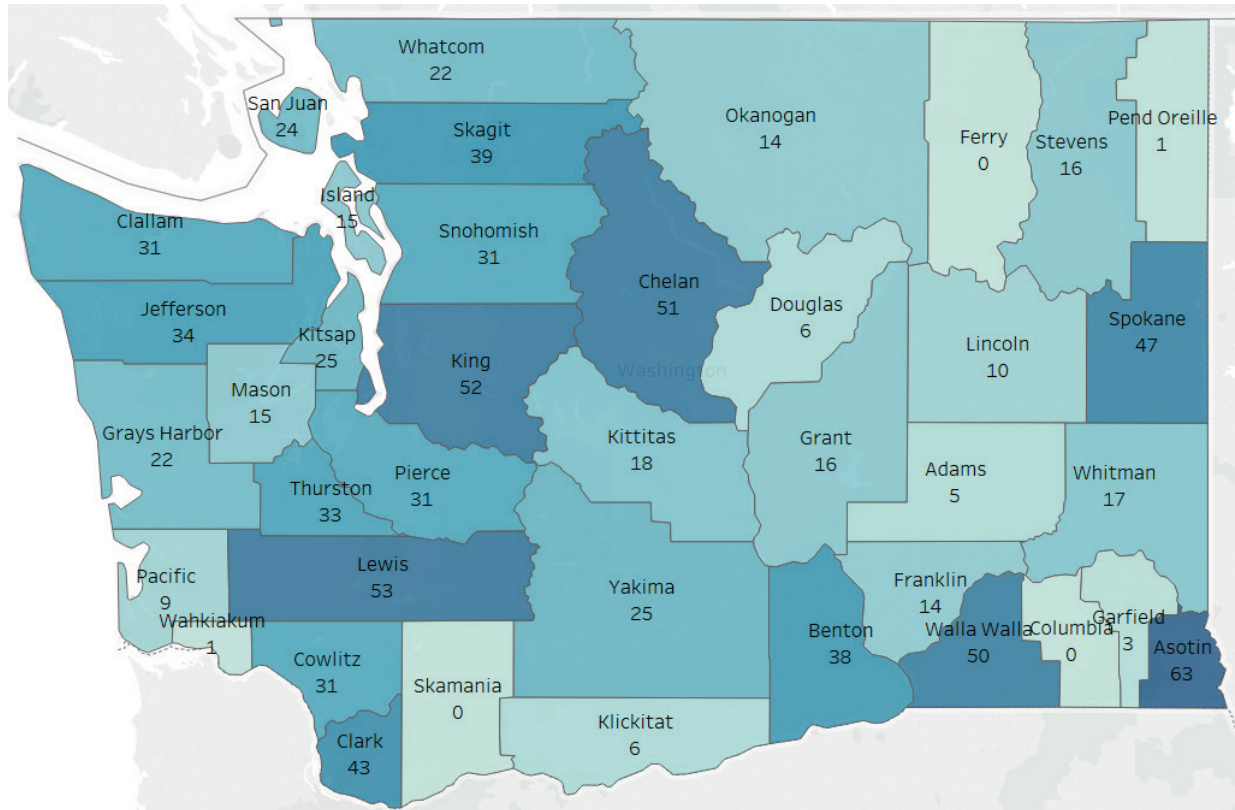 Whatcom
22
San Juan
24
Skagit
39
Okanogan
14
Ferry
0
Stevens
16
Pend Oreille
1
Island
15
Clallam
31
Snohomish
31
Chelan
51
Douglas
6
Jefferson
34
Kitsap
25
King
52
Washington
Lincoln
10
Spokane
47
Mason
15
Grays Harbor
22
Kittitas
18
Grant
16
Adams
5
Whitman
17
Thurston
33
Pierce
31
Lewis
53
Pacific
9
Wahkiakum
1
Yakima
25
Franklin
14
Benton
38
Walla Walla
50
Columbia
0
Garfield
3
Asotin
63
Cowlitz
31
Skamania
0
Klickitat
6
Clark
43